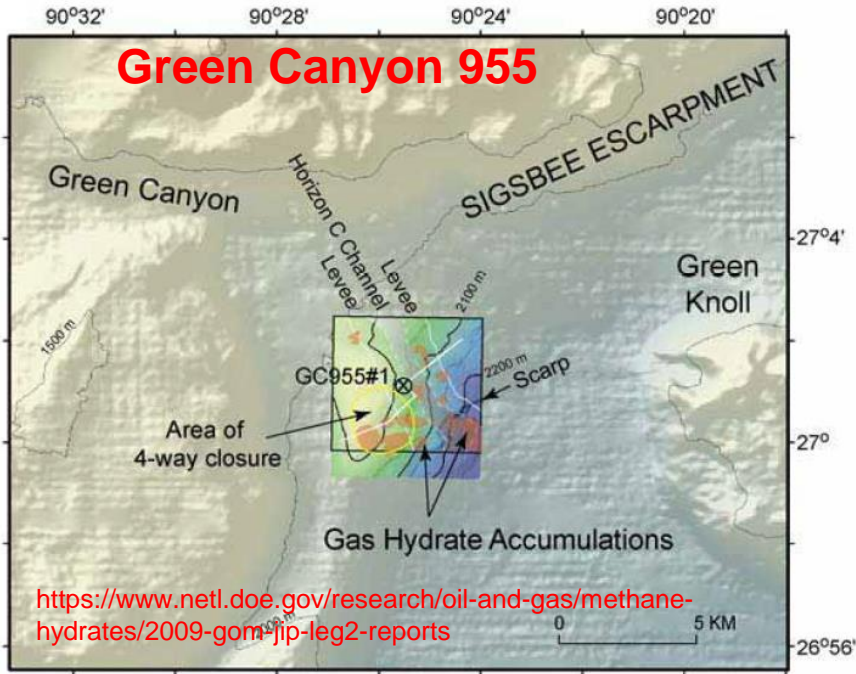 90°32' 90°28' 90°24' 90°20'
Green Canyon 955
SIGSBEE ESCARPMENT
Green Canyon
Horizon C Channel
Levee
Levee
27°4'
Green
Knoll
2100 m
1500 m
2200 m
GC955#1
Scarp
Area of
4-way closure
27°
Gas Hydrate Accumulations
https://www.netl.doe.gov/research/oil-and-gas/methane-
hydrates/2009-gom-jip-leg2-reports
2000 m
0 5 KM
26°56'